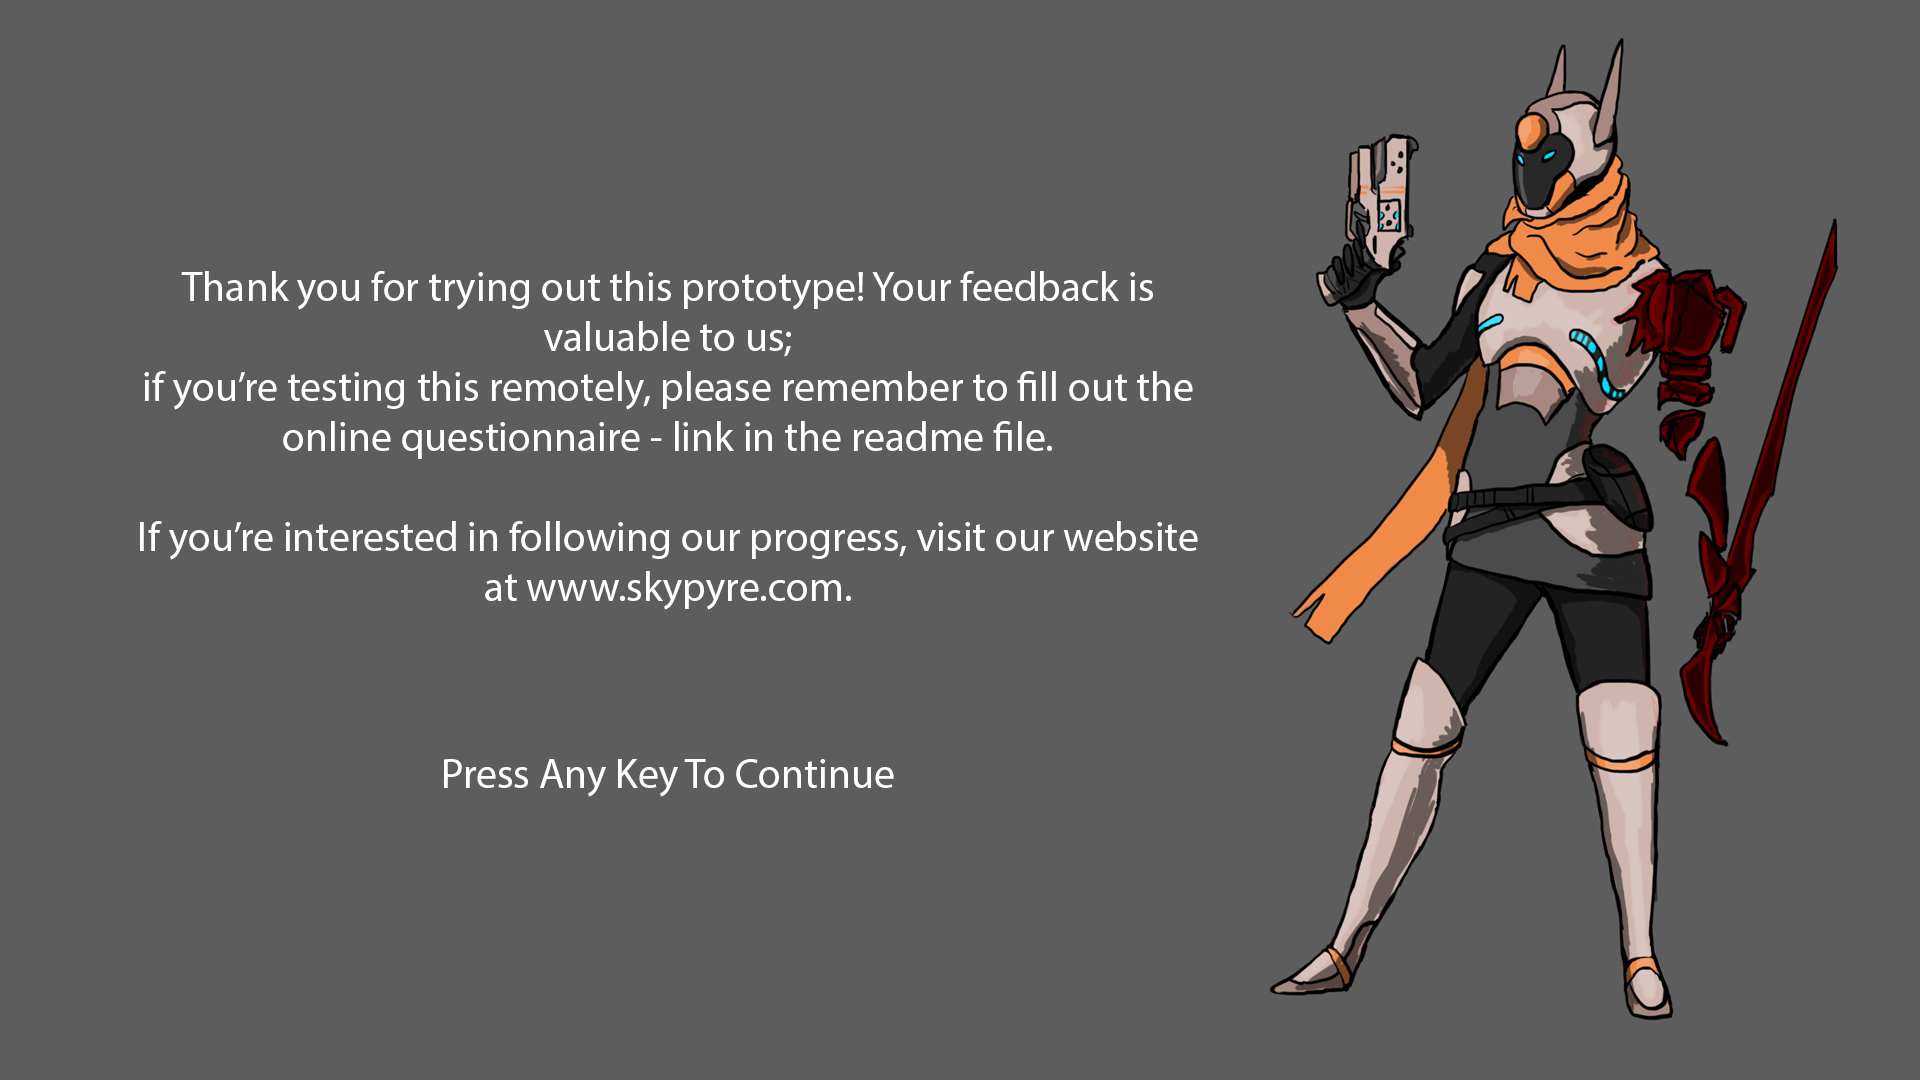 Thank you for trying out this prototype! Your feedback is
valuable to us;
if you’re testing this remotely, please remember to fill out the
online questionnaire - link in the readme file.
If you’re interested in following our progress, visit our website
at www.skypyre.com.
Press Any Key To Continue